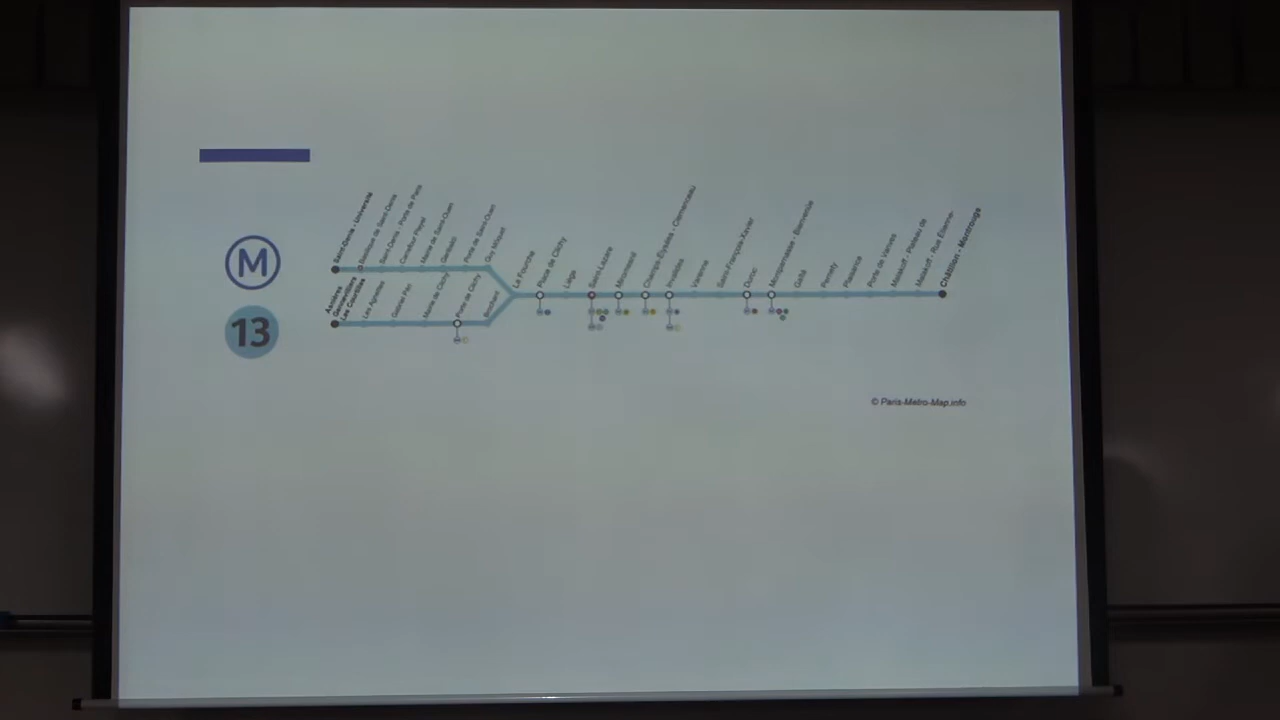 M
13
Saint-Denis - Université
Basilique de Saint-Denis
Saint-Denis - Porte de Paris
Carrefour Pleyel
Mairie de Saint-Ouen
Garibaldi
Porte de Saint-Ouen
Guy Môquet
Asnières
Gennevilliers
Les Courtilles
Les Agnettes
Gabriel Péri
Mairie de Clichy
Porte de Clichy
Brochant
La Fourche
Place de Clichy
Liège
Saint-Lazare
Miromesnil
Champs-Élysées - Clemenceau
Invalides
Varenne
Saint-François-Xavier
Duroc
Montparnasse - Bienvenüe
Gaîté
Pernety
Plaisance
Porte de Vanves
Malakoff - Plateau de
Malakoff - Rue Étienne-
Châtillon - Montrouge
© Paris-Metro-Map.info